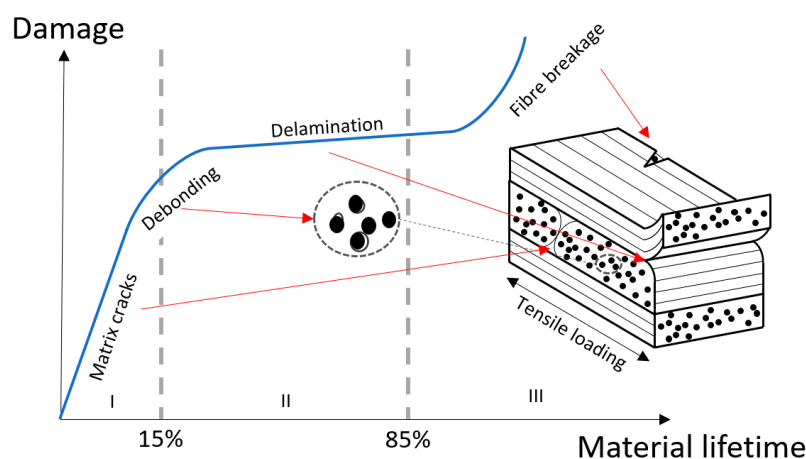 Damage
Fibre breakage
Delamination
Debonding
Matrix cracks
Tensile loading
I
II
III
15%
85%
Material lifetime